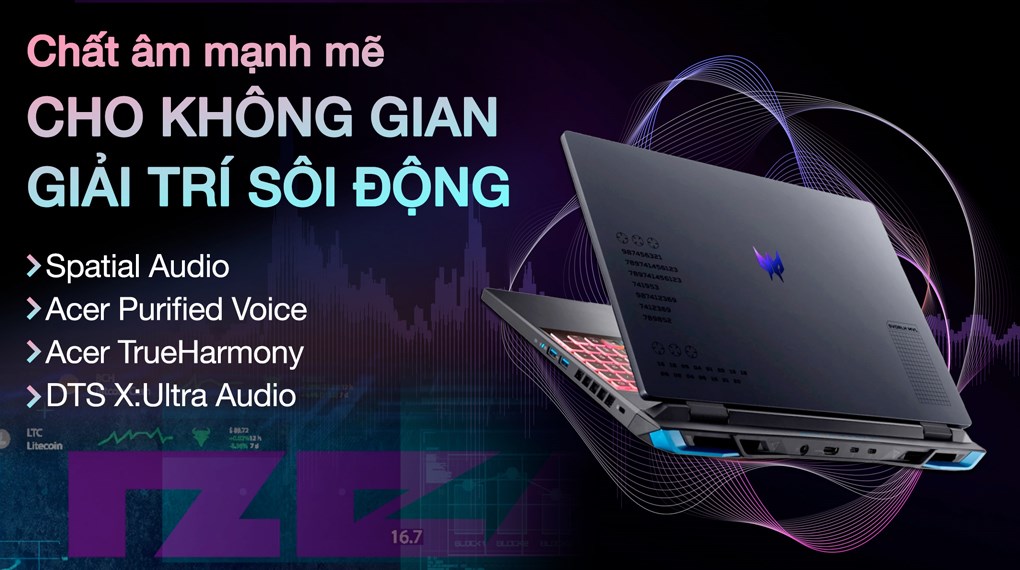 Chất âm mạnh mẽ
CHO KHÔNG GIAN
GIẢI TRÍ SÔI ĐỘNG
Spatial Audio
Acer Purified Voice
Acer TrueHarmony
DTS X:Ultra Audio
LTC
Litecoin
16.7